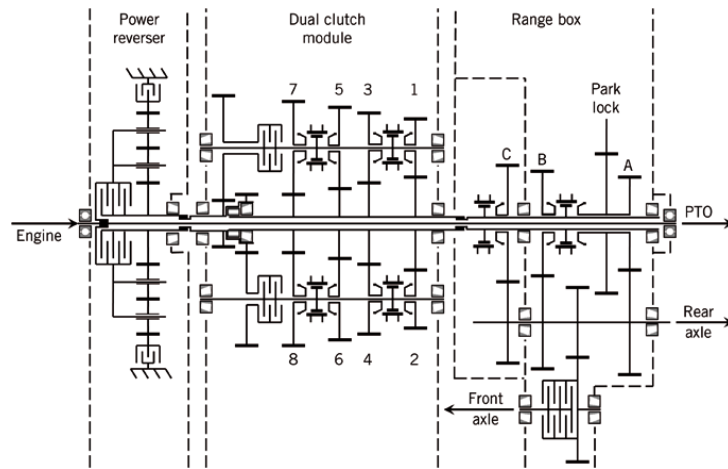 Power
reverser
Dual clutch
module
Range box
7
5
3
1
Park
lock
C
B
A
Engine
PTO
Rear
axle
8
6
4
2
Front
axle